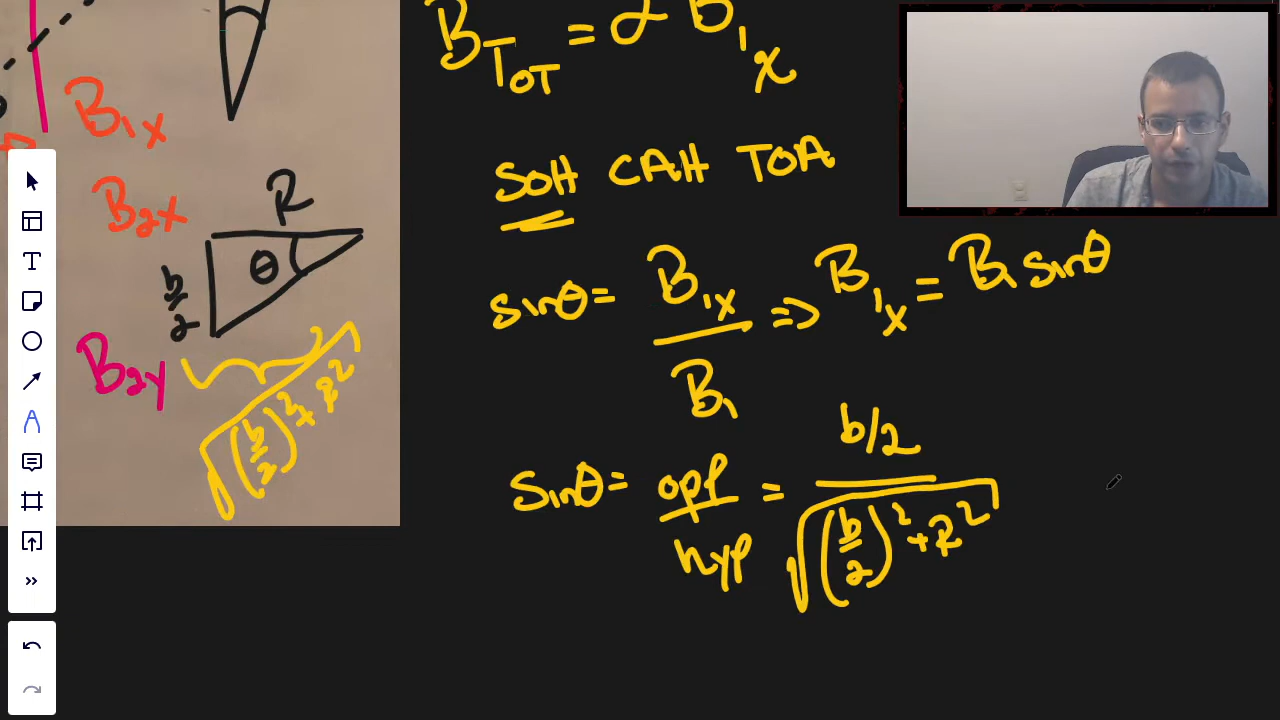 B_TOT = 2 B_1x
SOH CAH TOA
sinθ = B_1x / B_1 => B_1x = B_1 sinθ
sinθ = opp / hyp = b/2 / √((b/2)² + R²)
B_1x
B_2x
R
θ
b/2
B_2y
√((b/2)² + R²)
T
>>